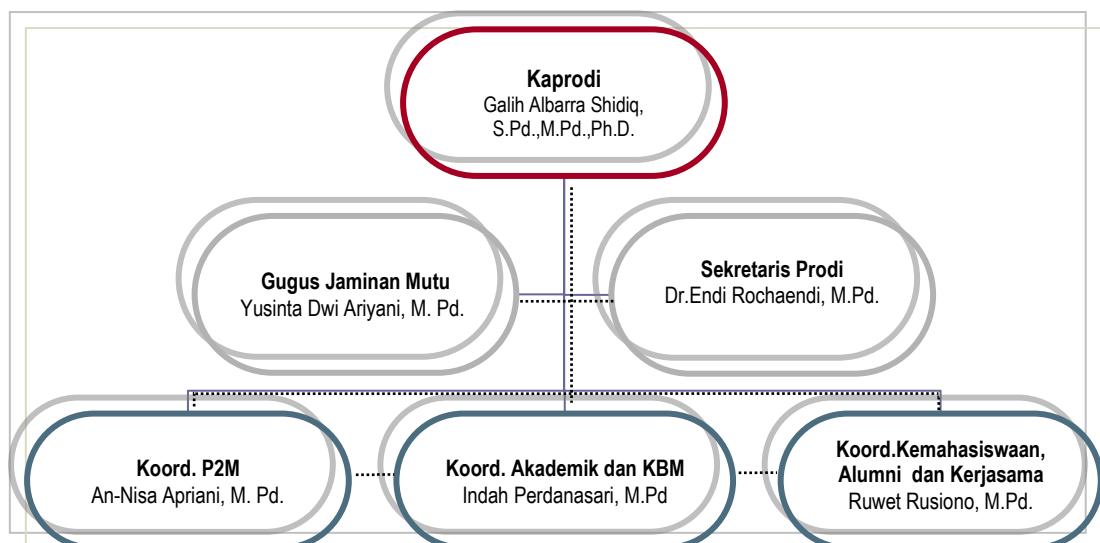 Kaprodi
Galih Albarra Shidiq,
S.Pd.,M.Pd.,Ph.D.
Gugus Jaminan Mutu
Yusinta Dwi Ariyani, M. Pd.
Sekretaris Prodi
Dr.Endi Rochaendi, M.Pd.
Koord. P2M
An-Nisa Apriani, M. Pd.
Koord. Akademik dan KBM
Indah Perdanasari, M.Pd
Koord.Kemahasiswaan,
Alumni dan Kerjasama
Ruwet Rusiono, M.Pd.